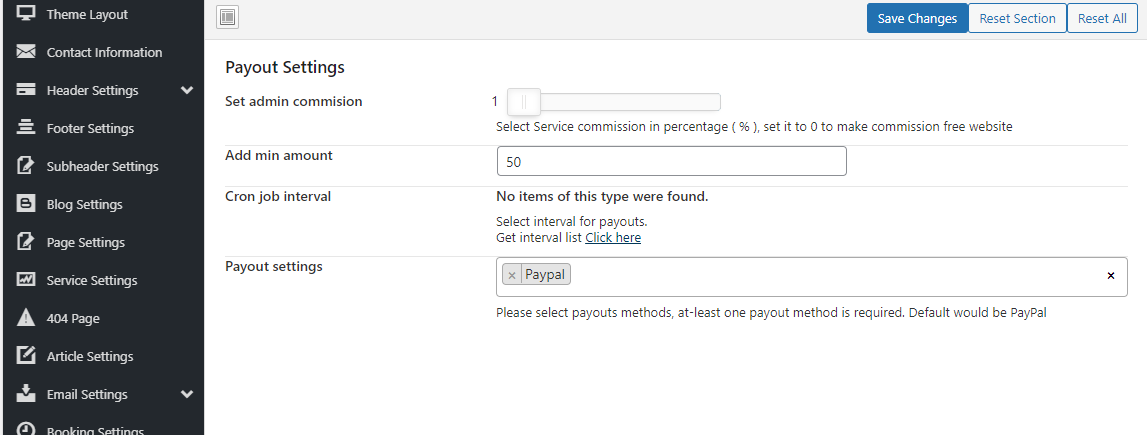 Theme Layout
Contact Information
Header Settings
Footer Settings
Subheader Settings
Blog Settings
Page Settings
Service Settings
404 Page
Article Settings
Email Settings
Booking Settings
Save Changes
Reset Section
Reset All
Payout Settings
Set admin commision
1
Select Service commission in percentage ( % ), set it to 0 to make commission free website
Add min amount
50
Cron job interval
No items of this type were found.
Select interval for payouts.
Get interval list Click here
Payout settings
× Paypal ×
Please select payouts methods, at-least one payout method is required. Default would be PayPal